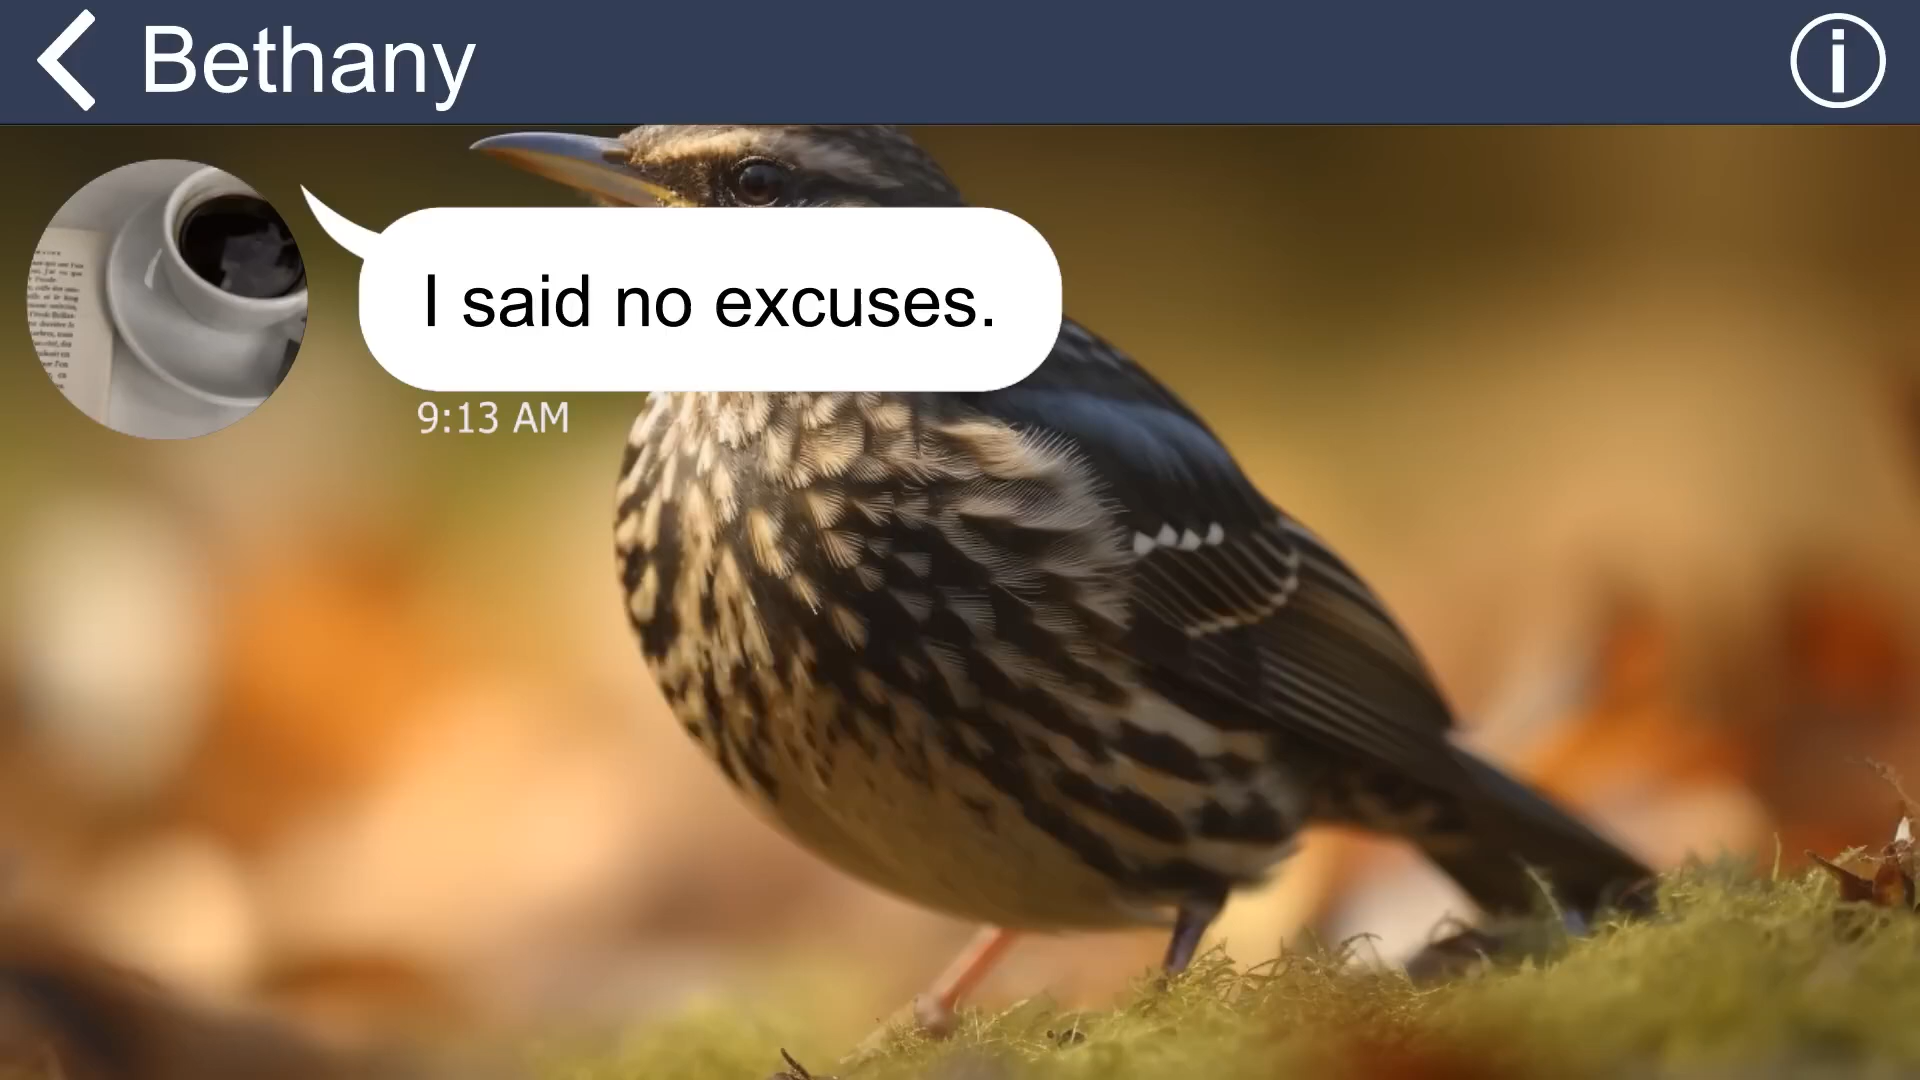 Bethany
I said no excuses.
9:13 AM